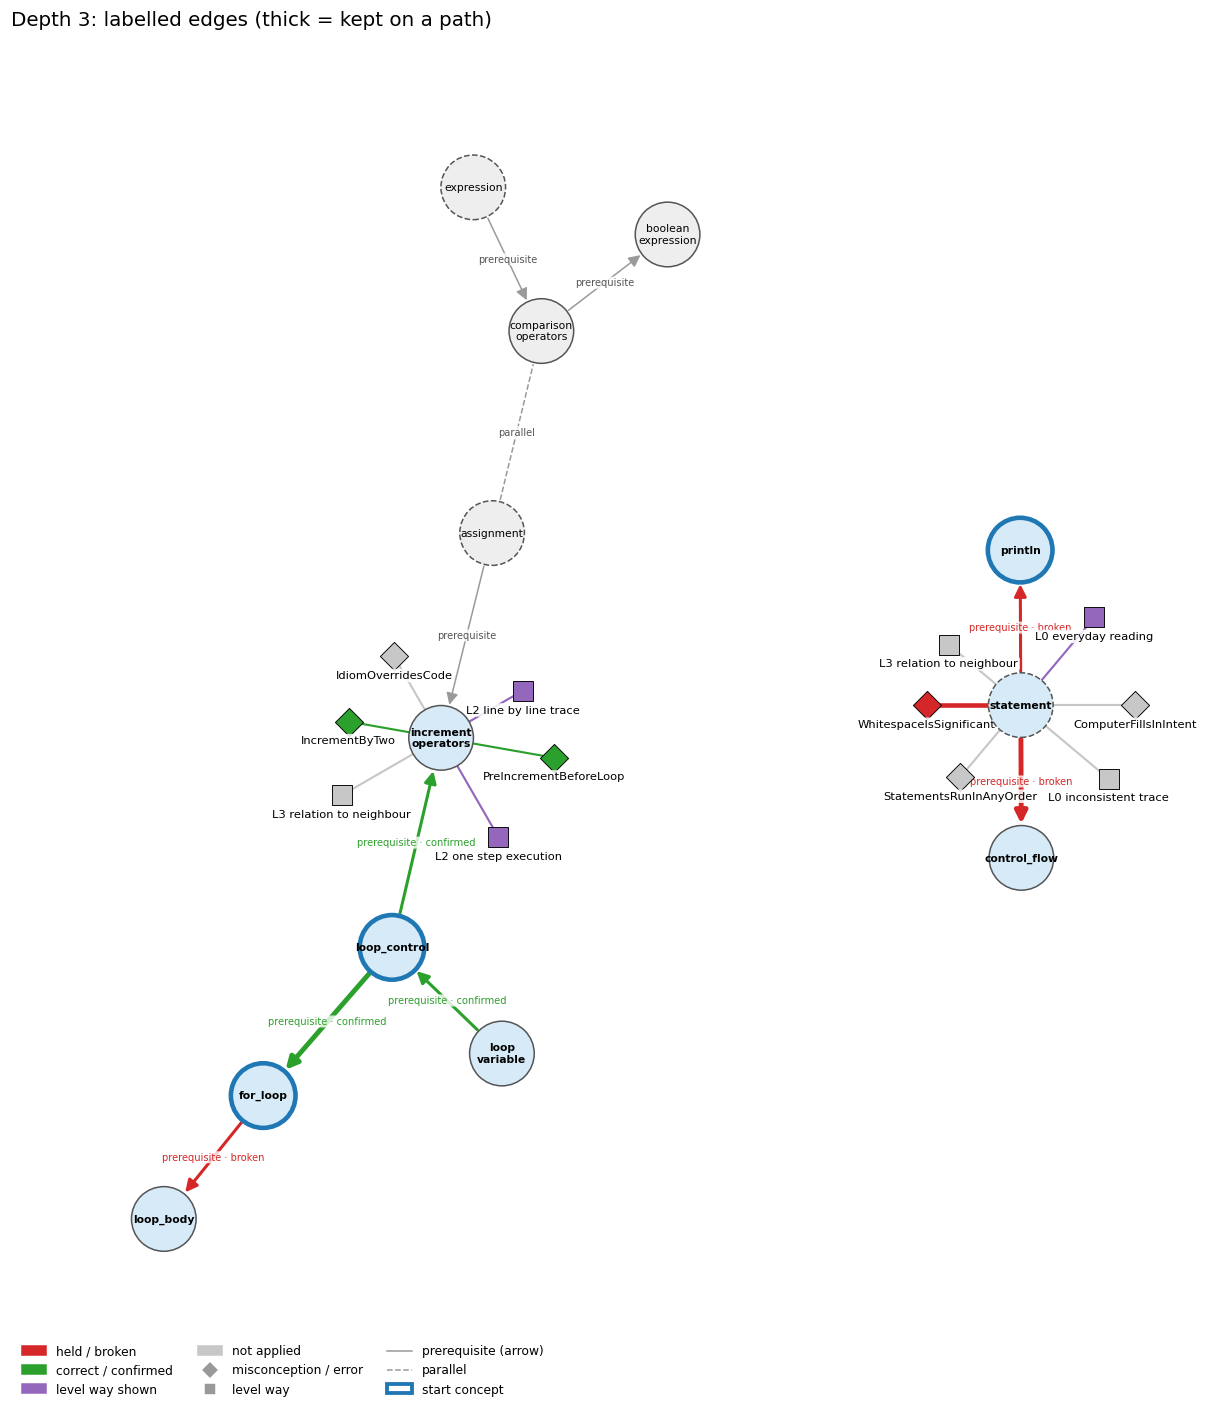 Depth 3: labelled edges (thick = kept on a path)
expression
boolean
expression
prerequisite
prerequisite
comparison
operators
parallel
assignment
println
prerequisite · broken
L0 everyday reading
prerequisite
L3 relation to neighbour
IdiomOverridesCode
L2 line by line trace
statement
WhitespaceIsSignificant
ComputerFillsInIntent
increment
operators
IncrementByTwo
PreIncrementBeforeLoop
prerequisite · broken
StatementsRunInAnyOrder
L0 inconsistent trace
L3 relation to neighbour
prerequisite · confirmed
L2 one step execution
control_flow
loop_control
prerequisite · confirmed
prerequisite · confirmed
loop
variable
for_loop
prerequisite · broken
loop_body
held / broken
correct / confirmed
level way shown
not applied
misconception / error
level way
prerequisite (arrow)
parallel
start concept